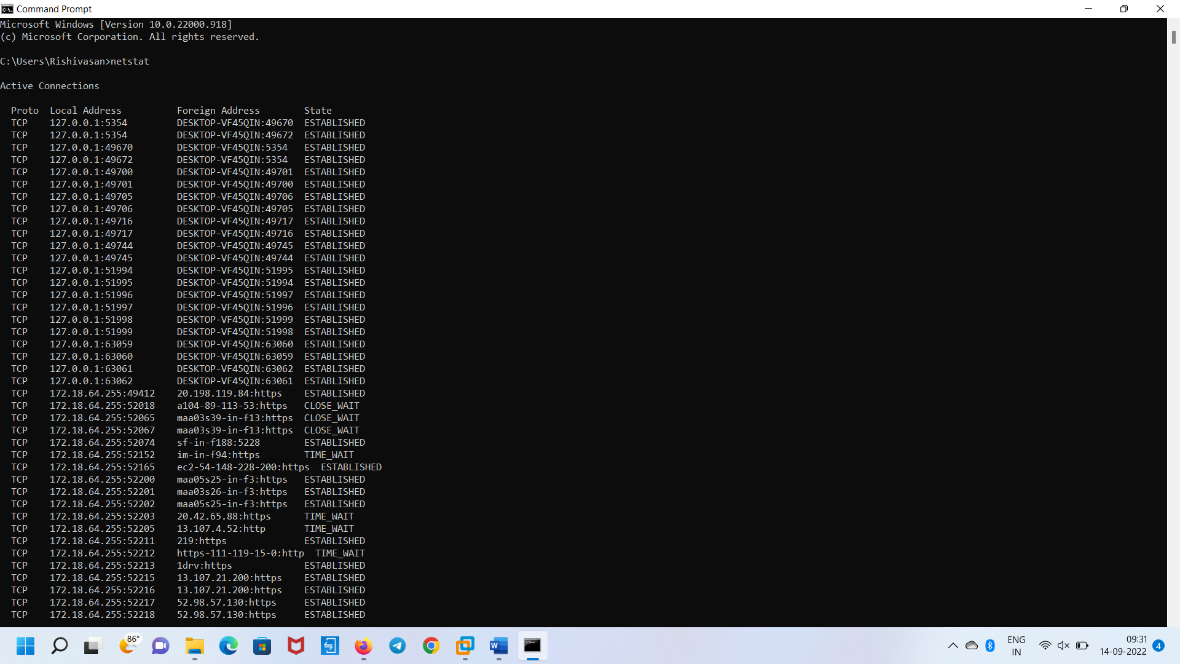 Command Prompt
Microsoft Windows [Version 10.0.22000.918]
(c) Microsoft Corporation. All rights reserved.
C:\Users\Rishivasan>netstat
Active Connections
Proto Local Address Foreign Address State
TCP 127.0.0.1:5354 DESKTOP-VF45QIN:49670 ESTABLISHED
TCP 127.0.0.1:5354 DESKTOP-VF45QIN:49672 ESTABLISHED
TCP 127.0.0.1:49670 DESKTOP-VF45QIN:5354 ESTABLISHED
TCP 127.0.0.1:49672 DESKTOP-VF45QIN:5354 ESTABLISHED
TCP 127.0.0.1:49700 DESKTOP-VF45QIN:49701 ESTABLISHED
TCP 127.0.0.1:49701 DESKTOP-VF45QIN:49700 ESTABLISHED
TCP 127.0.0.1:49705 DESKTOP-VF45QIN:49706 ESTABLISHED
TCP 127.0.0.1:49706 DESKTOP-VF45QIN:49705 ESTABLISHED
TCP 127.0.0.1:49716 DESKTOP-VF45QIN:49717 ESTABLISHED
TCP 127.0.0.1:49717 DESKTOP-VF45QIN:49716 ESTABLISHED
TCP 127.0.0.1:49744 DESKTOP-VF45QIN:49745 ESTABLISHED
TCP 127.0.0.1:49745 DESKTOP-VF45QIN:49744 ESTABLISHED
TCP 127.0.0.1:51994 DESKTOP-VF45QIN:51995 ESTABLISHED
TCP 127.0.0.1:51995 DESKTOP-VF45QIN:51994 ESTABLISHED
TCP 127.0.0.1:51996 DESKTOP-VF45QIN:51997 ESTABLISHED
TCP 127.0.0.1:51997 DESKTOP-VF45QIN:51996 ESTABLISHED
TCP 127.0.0.1:51998 DESKTOP-VF45QIN:51999 ESTABLISHED
TCP 127.0.0.1:51999 DESKTOP-VF45QIN:51998 ESTABLISHED
TCP 127.0.0.1:63059 DESKTOP-VF45QIN:63060 ESTABLISHED
TCP 127.0.0.1:63060 DESKTOP-VF45QIN:63059 ESTABLISHED
TCP 127.0.0.1:63061 DESKTOP-VF45QIN:63062 ESTABLISHED
TCP 127.0.0.1:63062 DESKTOP-VF45QIN:63061 ESTABLISHED
TCP 172.18.64.255:49412 20.198.119.84:https ESTABLISHED
TCP 172.18.64.255:52018 a104-89-113-53:https CLOSE_WAIT
TCP 172.18.64.255:52065 maa03s39-in-f13:https CLOSE_WAIT
TCP 172.18.64.255:52067 maa03s39-in-f13:https CLOSE_WAIT
TCP 172.18.64.255:52074 sf-in-f188:5228 ESTABLISHED
TCP 172.18.64.255:52152 im-in-f94:https TIME_WAIT
TCP 172.18.64.255:52165 ec2-54-148-228-200:https ESTABLISHED
TCP 172.18.64.255:52200 maa05s25-in-f3:https ESTABLISHED
TCP 172.18.64.255:52201 maa03s26-in-f3:https ESTABLISHED
TCP 172.18.64.255:52202 maa05s25-in-f3:https ESTABLISHED
TCP 172.18.64.255:52203 20.42.65.88:https TIME_WAIT
TCP 172.18.64.255:52205 13.107.4.52:http TIME_WAIT
TCP 172.18.64.255:52211 219:https ESTABLISHED
TCP 172.18.64.255:52212 https-111-119-15-0:http TIME_WAIT
TCP 172.18.64.255:52213 1drv:https ESTABLISHED
TCP 172.18.64.255:52215 13.107.21.200:https ESTABLISHED
TCP 172.18.64.255:52216 13.107.21.200:https ESTABLISHED
TCP 172.18.64.255:52217 52.98.57.130:https ESTABLISHED
TCP 172.18.64.255:52218 52.98.57.130:https ESTABLISHED
86°
ENG
IN
09:31
14-09-2022
4